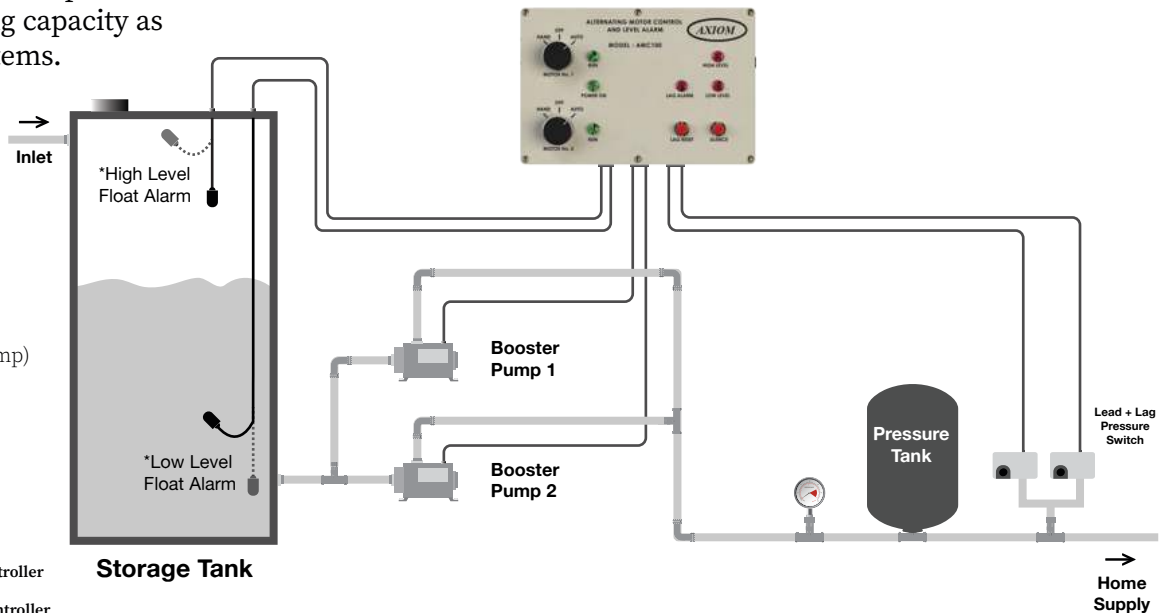 g capacity as
tems.
ALTERNATING MOTOR CONTROL
AND LEVEL ALARM
MODEL - AMC100
AXIOM
HAND
OFF
AUTO
MOTOR No. 1
RUN
POWER ON
HIGH LEVEL
LAG ALARM
LOW LEVEL
HAND
OFF
AUTO
MOTOR No. 2
RUN
LAG RESET
SILENCE
Inlet
*High Level
Float Alarm
mp)
Booster
Pump 1
*Low Level
Float Alarm
Booster
Pump 2
Pressure
Tank
Lead + Lag
Pressure
Switch
Storage Tank
troller
ntroller
Home
Supply